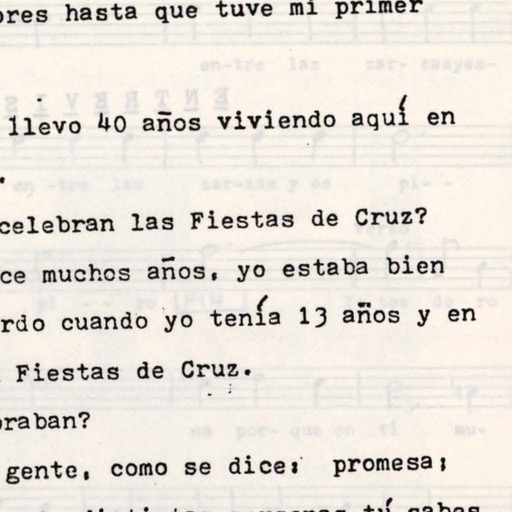 ores hasta que tuve mi primer
llevo 40 años viviendo aquí en
.
celebran las Fiestas de Cruz?
ce muchos años, yo estaba bien
rdo cuando yo tenía 13 años y en
Fiestas de Cruz.
braban?
gente, como se dice: promesa;
tú sabes